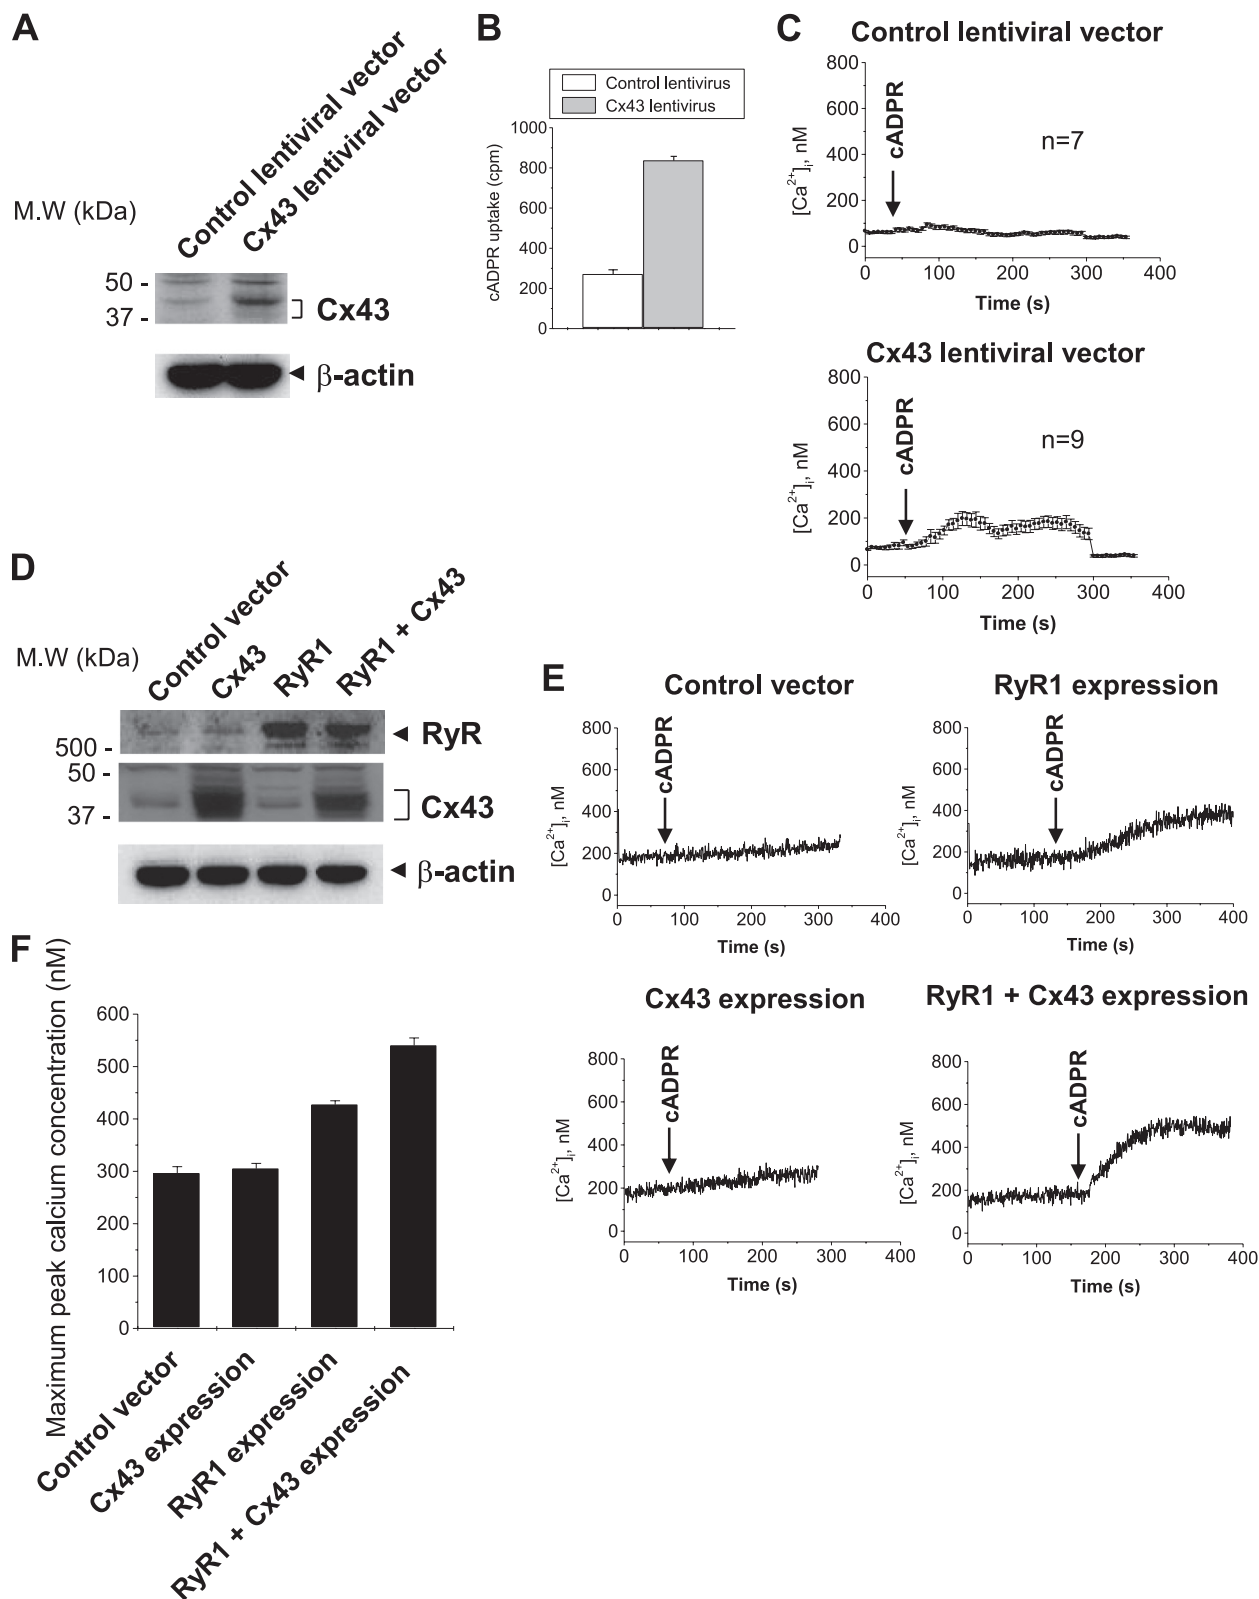 A
Control lentiviral vector
Cx43 lentiviral vector
M.W (kDa)
50 -
37 -
Cx43
β-actin
B
Control lentivirus
Cx43 lentivirus
cADPR uptake (cpm)
1000
800
600
400
200
0
C
Control lentiviral vector
[Ca2+]i, nM
800
600
400
200
0
cADPR
n=7
0 100 200 300 400
Time (s)
Cx43 lentiviral vector
[Ca2+]i, nM
800
600
400
200
0
cADPR
n=9
0 100 200 300 400
Time (s)
D
Control vector
Cx43
RyR1
RyR1 + Cx43
M.W (kDa)
500 -
RyR
50 -
37 -
Cx43
β-actin
E
Control vector
[Ca2+]i, nM
800
600
400
200
0
cADPR
0 100 200 300 400
Time (s)
RyR1 expression
[Ca2+]i, nM
800
600
400
200
0
cADPR
0 100 200 300 400
Time (s)
Cx43 expression
[Ca2+]i, nM
800
600
400
200
0
cADPR
0 100 200 300 400
Time (s)
RyR1 + Cx43 expression
[Ca2+]i, nM
800
600
400
200
0
cADPR
0 100 200 300 400
Time (s)
F
Maximum peak calcium concentration (nM)
600
500
400
300
200
100
0
Control vector
Cx43 expression
RyR1 expression
RyR1 + Cx43 expression